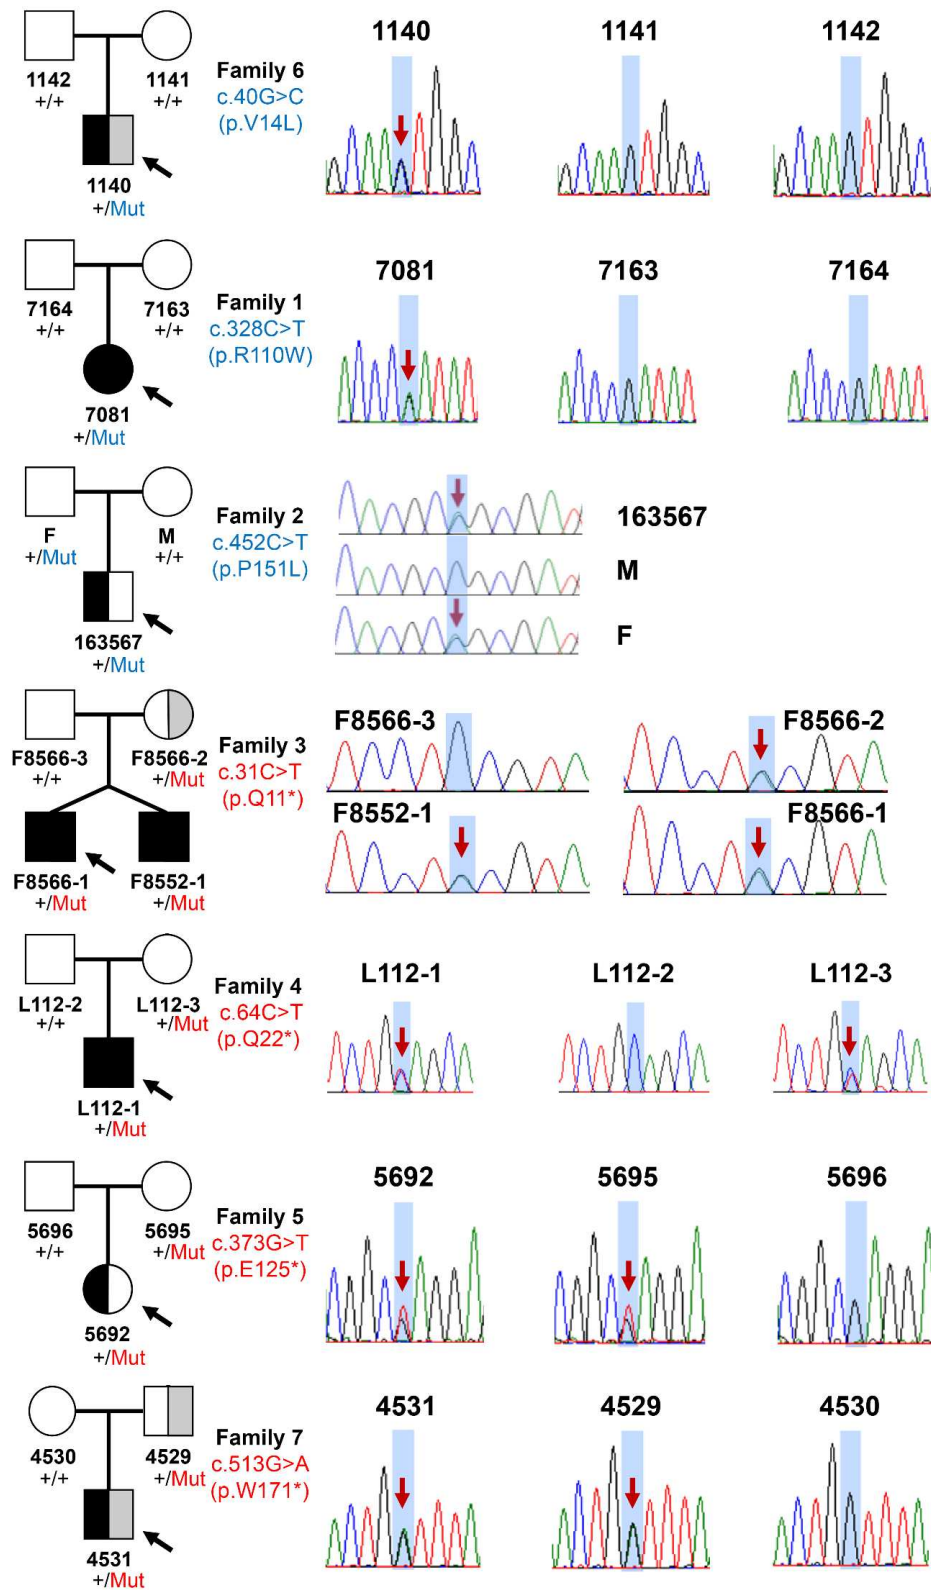 1140 1141 1142
1142 1141 Family 6
+/+ +/+ c.40G>C
(p.V14L)
1140
+/Mut
7081 7163 7164
7164 7163 Family 1
+/+ +/+ c.328C>T
(p.R110W)
7081
+/Mut
F M Family 2
+/Mut +/+ c.452C>T
(p.P151L)
163567
M
F
163567
+/Mut
F8566-3 F8566-2
F8566-3 F8566-2 Family 3
+/+ +/Mut c.31C>T
(p.Q11*)
F8552-1 F8566-1
F8566-1 F8552-1
+/Mut +/Mut
L112-1 L112-2 L112-3
L112-2 L112-3 Family 4
+/+ +/Mut c.64C>T
(p.Q22*)
L112-1
+/Mut
5692 5695 5696
5696 5695 Family 5
+/+ +/Mut c.373G>T
(p.E125*)
5692
+/Mut
4531 4529 4530
4530 4529 Family 7
+/+ +/Mut c.513G>A
(p.W171*)
4531
+/Mut